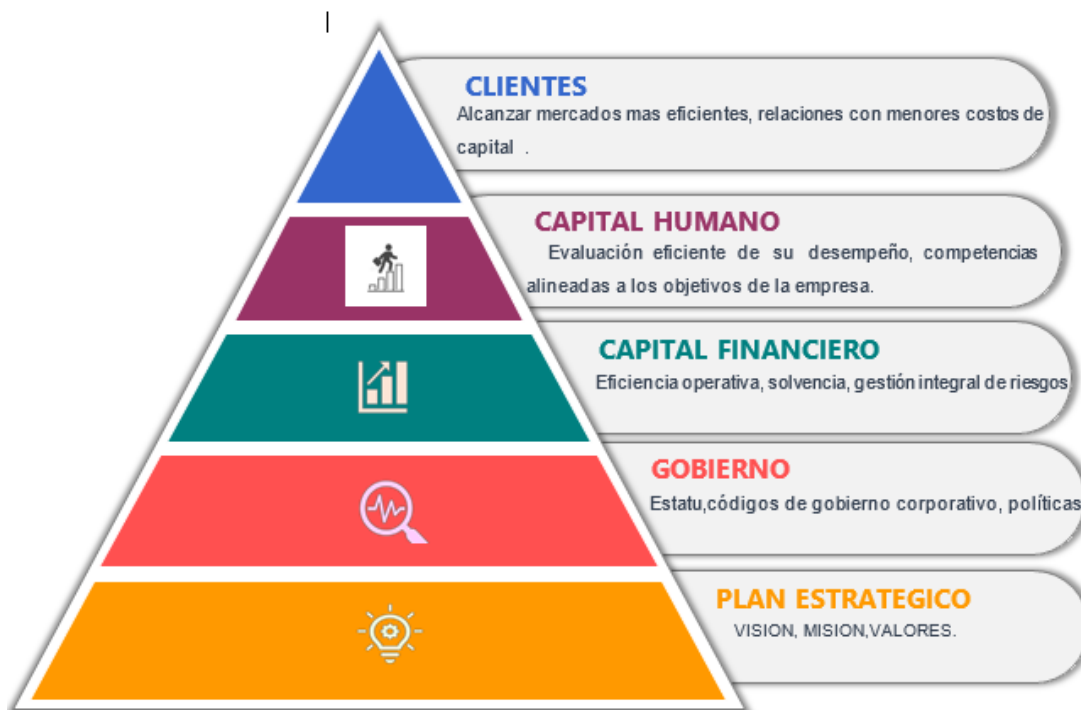 CLIENTES
Alcanzar mercados mas eficientes, relaciones con menores costos de
capital .
CAPITAL HUMANO
Evaluación eficiente de su desempeño, competencias
alineadas a los objetivos de la empresa.
CAPITAL FINANCIERO
Eficiencia operativa, solvencia, gestión integral de riesgos
GOBIERNO
Estatu,códigos de gobierno corporativo, políticas
PLAN ESTRATEGICO
VISION, MISION,VALORES.